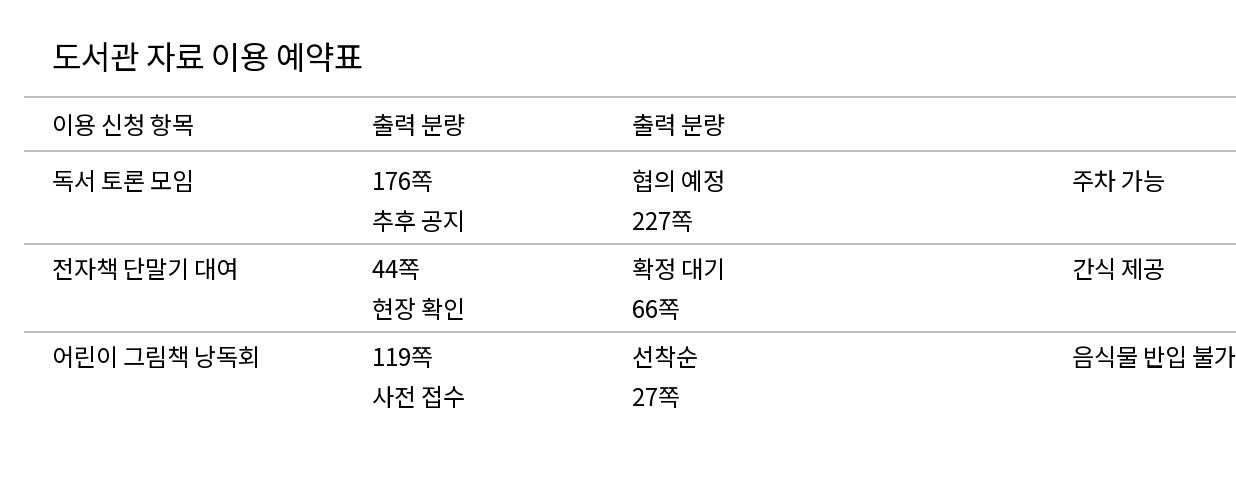 도서관 자료 이용 예약표
이용 신청 항목 출력 분량 출력 분량
독서 토론 모임 176쪽 협의 예정 주차 가능
추후 공지 227쪽
전자책 단말기 대여 44쪽 확정 대기 간식 제공
현장 확인 66쪽
어린이 그림책 낭독회 119쪽 선착순 음식물 반입 불가
사전 접수 27쪽